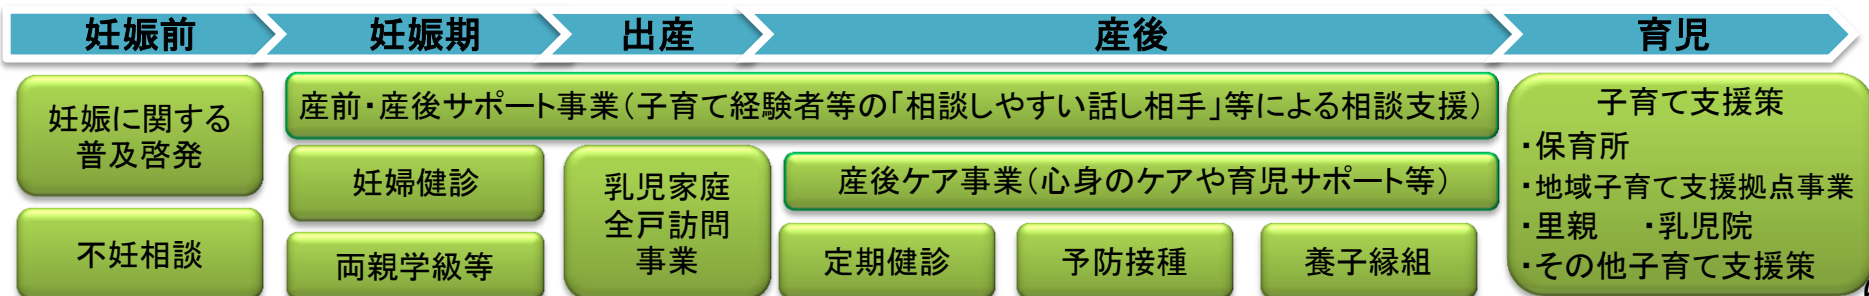 妊娠前
妊娠期
出産
産後
育児
妊娠に関する
普及啓発
不妊相談
産前・産後サポート事業(子育て経験者等の「相談しやすい話し相手」等による相談支援)
妊婦健診
両親学級等
乳児家庭
全戸訪問
事業
産後ケア事業(心身のケアや育児サポート等)
定期健診
予防接種
養子縁組
子育て支援策
・保育所
・地域子育て支援拠点事業
・里親 ・乳児院
・その他子育て支援策